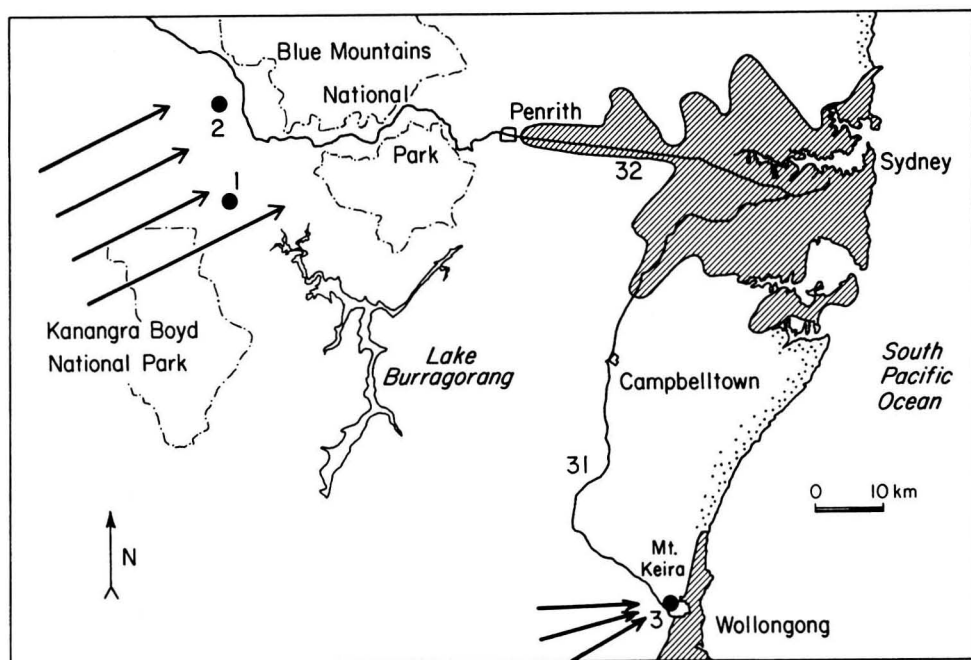 Blue Mountains
National
Park
Penrith
2
1
32
Sydney
Kanangra Boyd
National Park
Lake
Burragorang
Campbelltown
South
Pacific
Ocean
31
0 10 km
N
Mt.
Keira
3
Wollongong